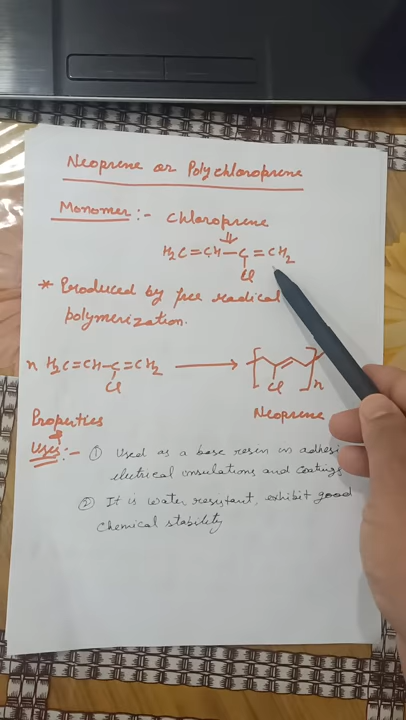 Neoprene or Polychloroprene
Monomer :- Chloroprene
H₂C=CH-C=CH₂
Cl
* Produced by free radical
polymerization.
n H₂C=CH-C=CH₂ → [ ]n
Cl Cl
Properties Neoprene
Uses :- ① Used as a base resin in adhesi
electrical insulations and coatings
② It is water resistant, exhibit good
chemical stability